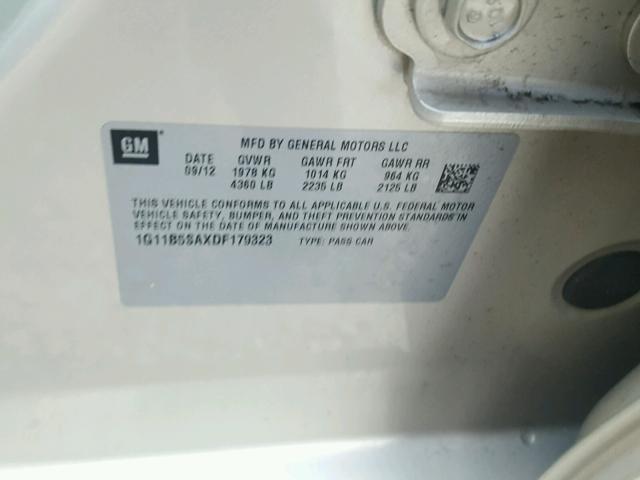 GM
MFD BY GENERAL MOTORS LLC
DATE GVWR GAWR FRT GAWR RR
09/12 1978 KG 1014 KG 964 KG
4360 LB 2235 LB 2125 LB
THIS VEHICLE CONFORMS TO ALL APPLICABLE U.S. FEDERAL MOTOR
VEHICLE SAFETY, BUMPER, AND THEFT PREVENTION STANDARDS IN
EFFECT ON THE DATE OF MANUFACTURE SHOWN ABOVE.
1G11B5SAXDF179323 TYPE: PASS CAR